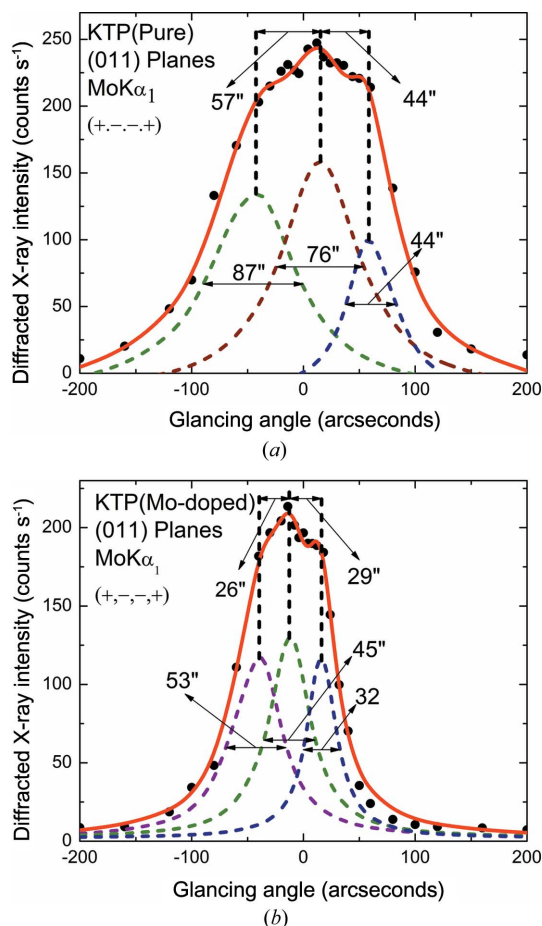 KTP(Pure)
(011) Planes
MoKα₁
(+.−.−.+)
57"
44"
87"
76"
44"
250
200
150
100
50
0
Diffracted X-ray intensity (counts s⁻¹)
-200
-100
0
100
200
Glancing angle (arcseconds)
(a)
KTP(Mo-doped)
(011) Planes
MoKα₁
(+,−,−,+)
26"
29"
53"
45"
32
200
150
100
50
0
Diffracted X-ray intensity (counts s⁻¹)
-200
-100
0
100
200
Glancing angle (arcseconds)
(b)